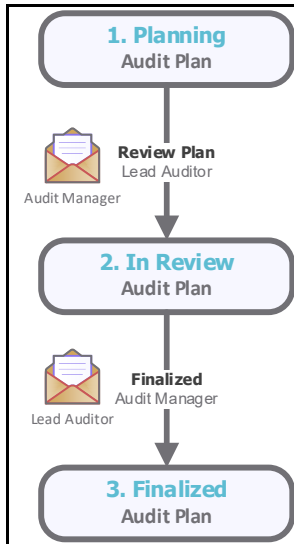 1. Planning
Audit Plan
Review Plan
Lead Auditor
Audit Manager
2. In Review
Audit Plan
Finalized
Audit Manager
Lead Auditor
3. Finalized
Audit Plan